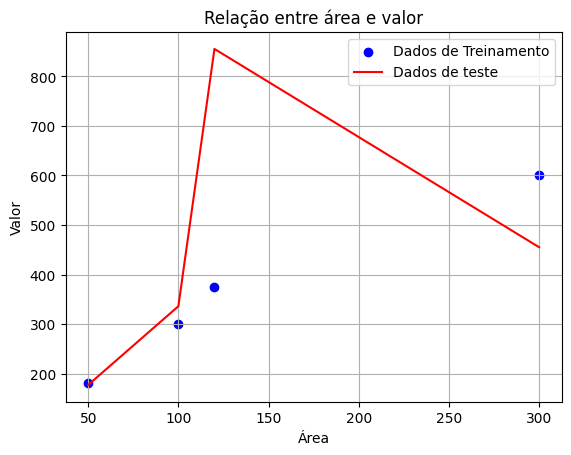 Relação entre área e valor
Dados de Treinamento
Dados de teste
800
700
600
500
400
300
200
Valor
50
100
150
200
250
300
Área